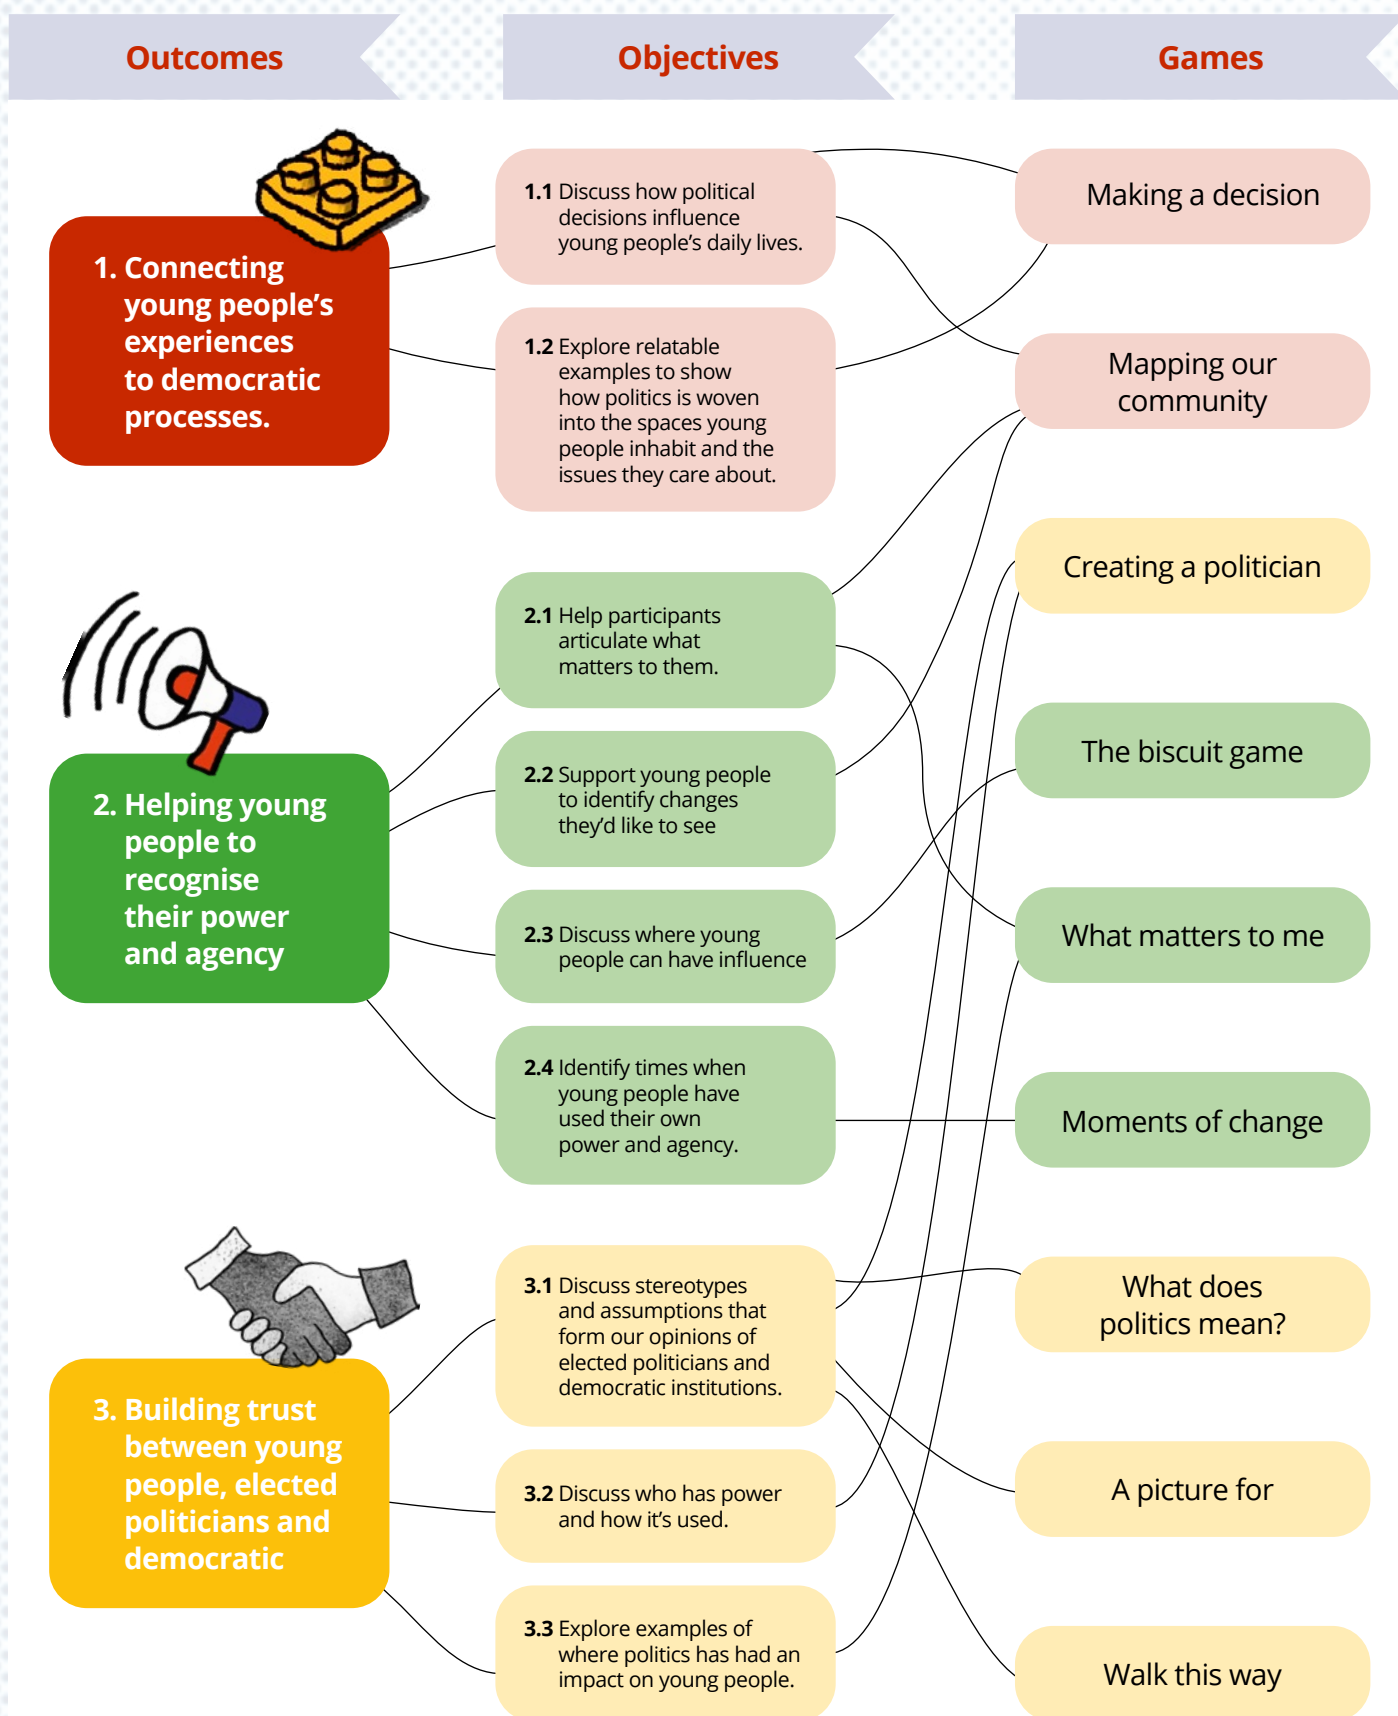 Outcomes
Objectives
Games
1. Connecting
young people’s
experiences
to democratic
processes.
1.1 Discuss how political
decisions influence
young people’s daily lives.
1.2 Explore relatable
examples to show
how politics is woven
into the spaces young
people inhabit and the
issues they care about.
2. Helping young
people to
recognise
their power
and agency
2.1 Help participants
articulate what
matters to them.
2.2 Support young people
to identify changes
they’d like to see
2.3 Discuss where young
people can have influence
2.4 Identify times when
young people have
used their own
power and agency.
3. Building trust
between young
people, elected
politicians and
democratic
3.1 Discuss stereotypes
and assumptions that
form our opinions of
elected politicians and
democratic institutions.
3.2 Discuss who has power
and how it’s used.
3.3 Explore examples of
where politics has had an
impact on young people.
Making a decision
Mapping our
community
Creating a politician
The biscuit game
What matters to me
Moments of change
What does
politics mean?
A picture for
Walk this way